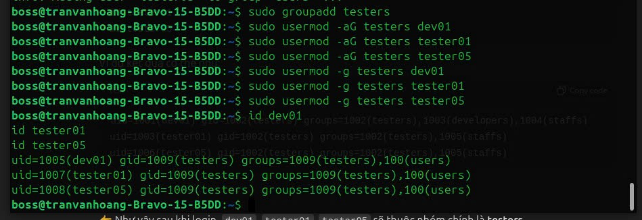 boss@tranvanhoang-Bravo-15-B5DD:~$ sudo groupadd testers
boss@tranvanhoang-Bravo-15-B5DD:~$ sudo usermod -aG testers dev01
boss@tranvanhoang-Bravo-15-B5DD:~$ sudo usermod -aG testers tester01
boss@tranvanhoang-Bravo-15-B5DD:~$ sudo usermod -aG testers tester05
boss@tranvanhoang-Bravo-15-B5DD:~$ sudo usermod -g testers dev01
boss@tranvanhoang-Bravo-15-B5DD:~$ sudo usermod -g testers tester01
boss@tranvanhoang-Bravo-15-B5DD:~$ sudo usermod -g testers tester05
boss@tranvanhoang-Bravo-15-B5DD:~$ id dev01
id tester01
id tester05
uid=1005(dev01) gid=1009(testers) groups=1009(testers),100(users)
uid=1007(tester01) gid=1009(testers) groups=1009(testers),100(users)
uid=1008(tester05) gid=1009(testers) groups=1009(testers),100(users)
boss@tranvanhoang-Bravo-15-B5DD:~$
Như vậy sau khi login, dev01, tester01, tester05 sẽ thuộc nhóm chính là testers